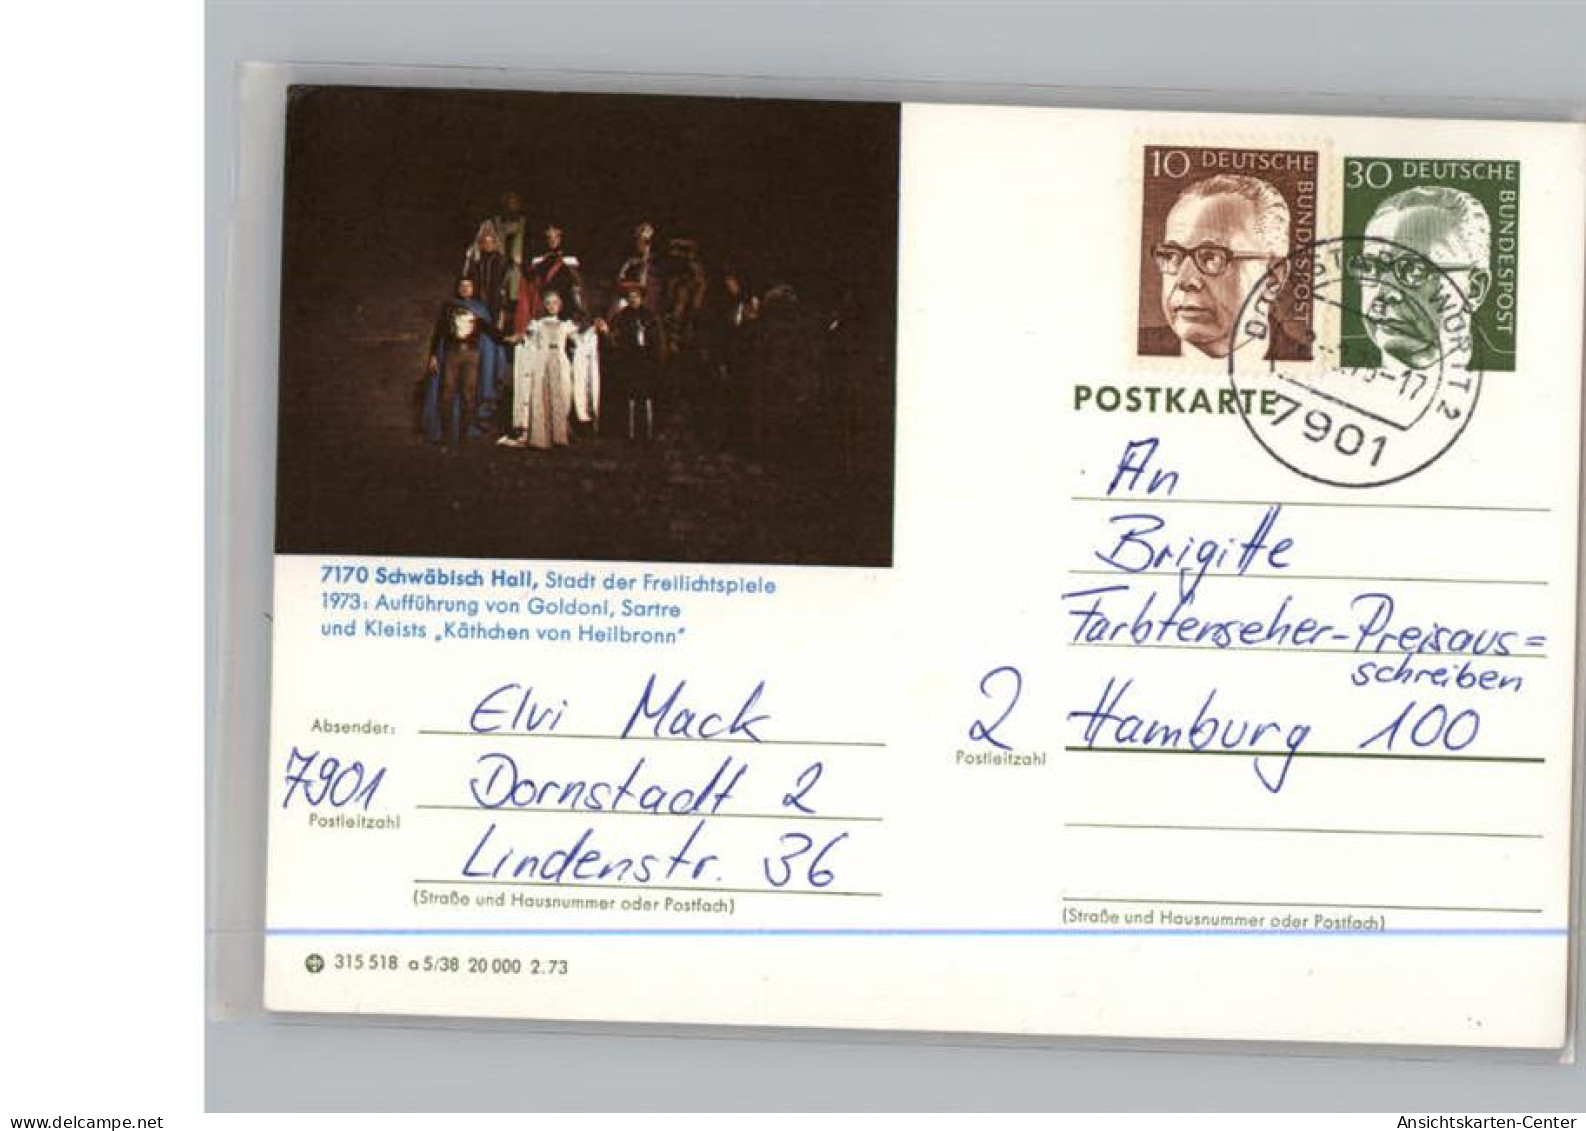 10 DEUTSCHE BUNDESPOST
30 DEUTSCHE BUNDESPOST
7901
POSTKARTE
7170 Schwäbisch Hall, Stadt der Freilichtspiele
1973: Aufführung von Goldoni, Sartre
und Kleists „Käthchen von Heilbronn“
An
Brigitte
Farbfernseher-Preisaus=
schreiben
2 Hamburg 100
Postleitzahl
(Straße und Hausnummer oder Postfach)
Absender: Elvi Mack
7901 Dornstadt 2
Postleitzahl
Lindenstr. 36
(Straße und Hausnummer oder Postfach)
315 518 a 5/38 20 000 2.73
www.delcampe.net
Ansichtskarten-Center